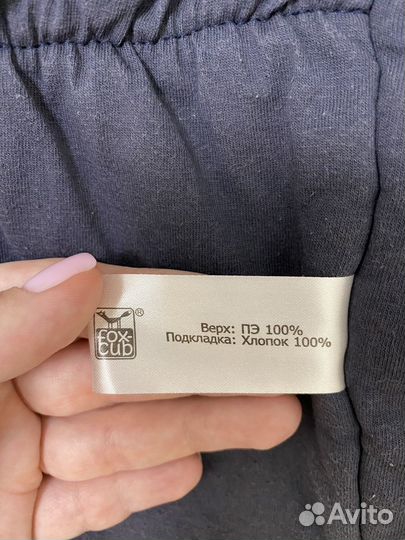 FOX-
CUB®
Верх: ПЭ 100%
Подкладка: Хлопок 100%
Avito